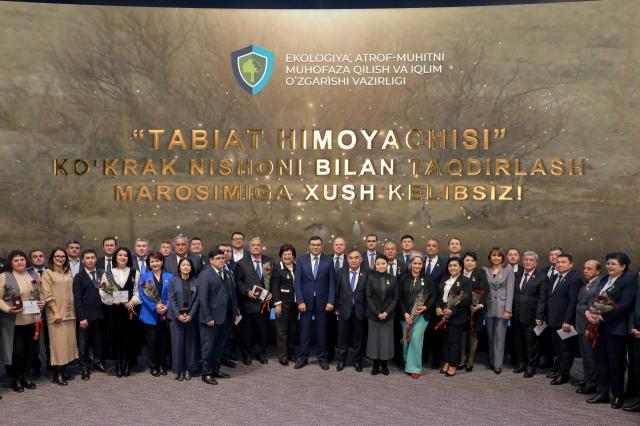 EKOLOGIYA, ATROF-MUHITNI
MUHOFAZA QILISH VA IQLIM
O‘ZGARISHI VAZIRLIGI
“TABIAT HIMOYACHISI”
KO‘KRAK NISHONI BILAN TAQDIRLASH
MAROSIMIGA XUSH KELIBSIZ!